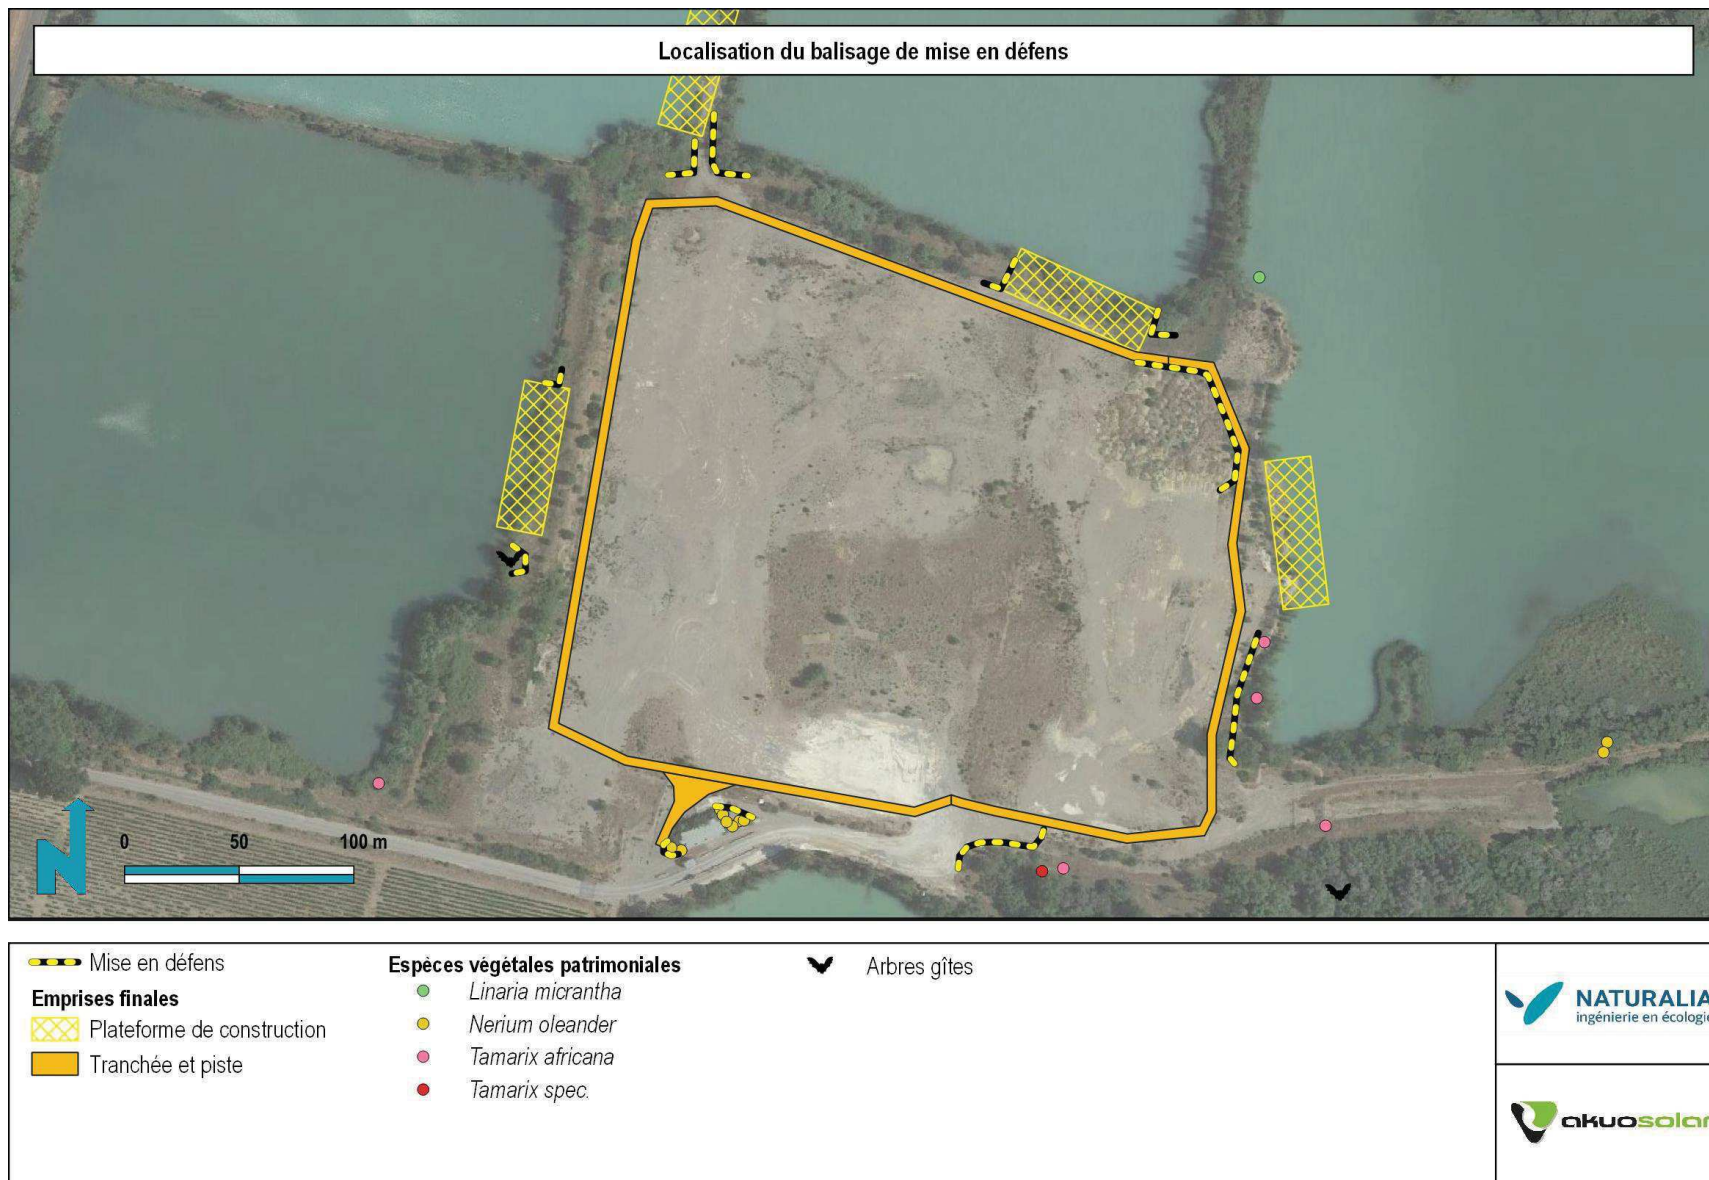 Localisation du balisage de mise en défens
N
0 50 100 m
Mise en défens
Emprises finales
Plateforme de construction
Tranchée et piste
Espèces végétales patrimoniales
Linaria micrantha
Nerium oleander
Tamarix africana
Tamarix spec.
Arbres gîtes
NATURALIA
ingénierie en écologie
akuosolar